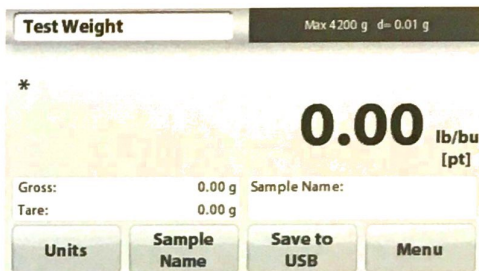 Test Weight
Max 4200 g d= 0.01 g
*
0.00 lb/bu
[pt]
Gross: 0.00 g Sample Name:
Tare: 0.00 g
Units Sample Name Save to USB Menu